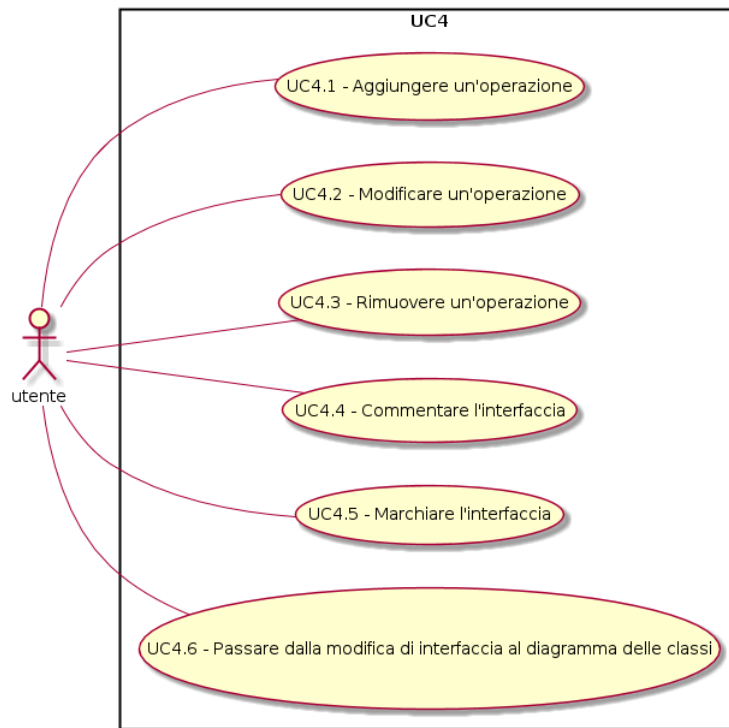 UC4
UC4.1 - Aggiungere un'operazione
UC4.2 - Modificare un'operazione
UC4.3 - Rimuovere un'operazione
utente
UC4.4 - Commentare l'interfaccia
UC4.5 - Marchiare l'interfaccia
UC4.6 - Passare dalla modifica di interfaccia al diagramma delle classi